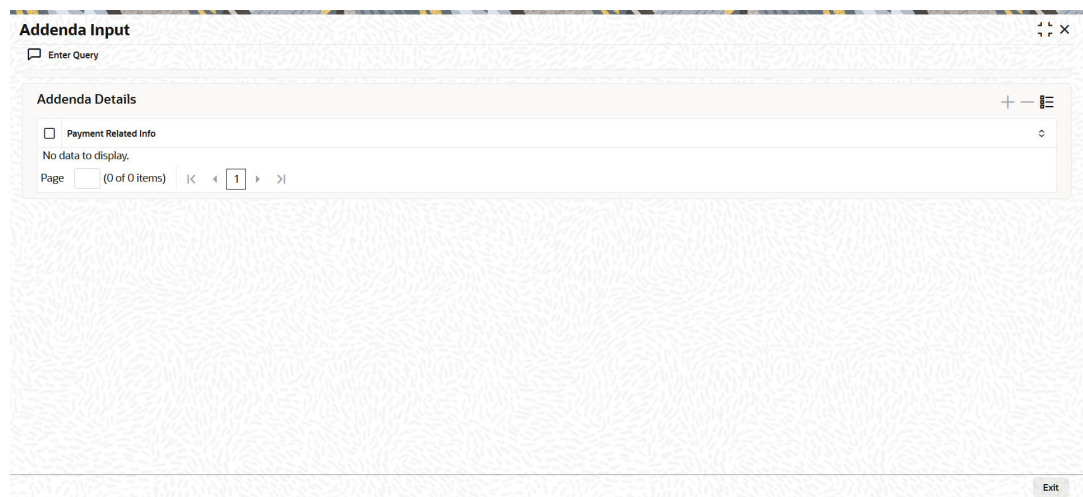 Addenda Input
Enter Query
Addenda Details
Payment Related Info
No data to display.
Page (0 of 0 items) 1
Exit